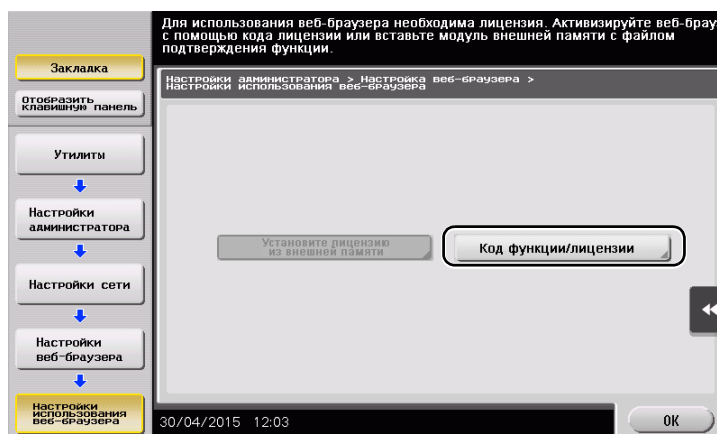 Для использования веб-браузера необходима лицензия. Активизируйте веб-брау
с помощью кода лицензии или вставьте модуль внешней памяти с файлом
подтверждения функции.
Закладка
Отобразить
клавишную панель
Настройки администратора > Настройка веб-браузера >
Настройки использования веб-браузера
Утилиты
Настройки
администратора
Установите лицензию
из внешней памяти
Код функции/лицензии
Настройки сети
Настройки
веб-браузера
Настройки
использования
веб-браузера
30/04/2015 12:03
OK